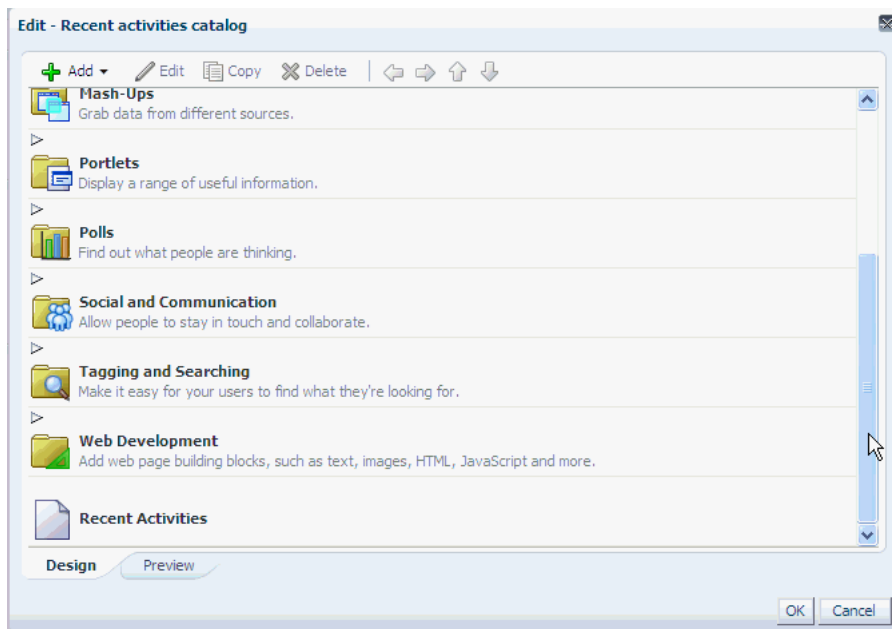 Edit - Recent activities catalog
Add Edit Copy Delete
Mash-Ups
Grab data from different sources.
Portlets
Display a range of useful information.
Polls
Find out what people are thinking.
Social and Communication
Allow people to stay in touch and collaborate.
Tagging and Searching
Make it easy for your users to find what they're looking for.
Web Development
Add web page building blocks, such as text, images, HTML, JavaScript and more.
Recent Activities
Design Preview
OK Cancel